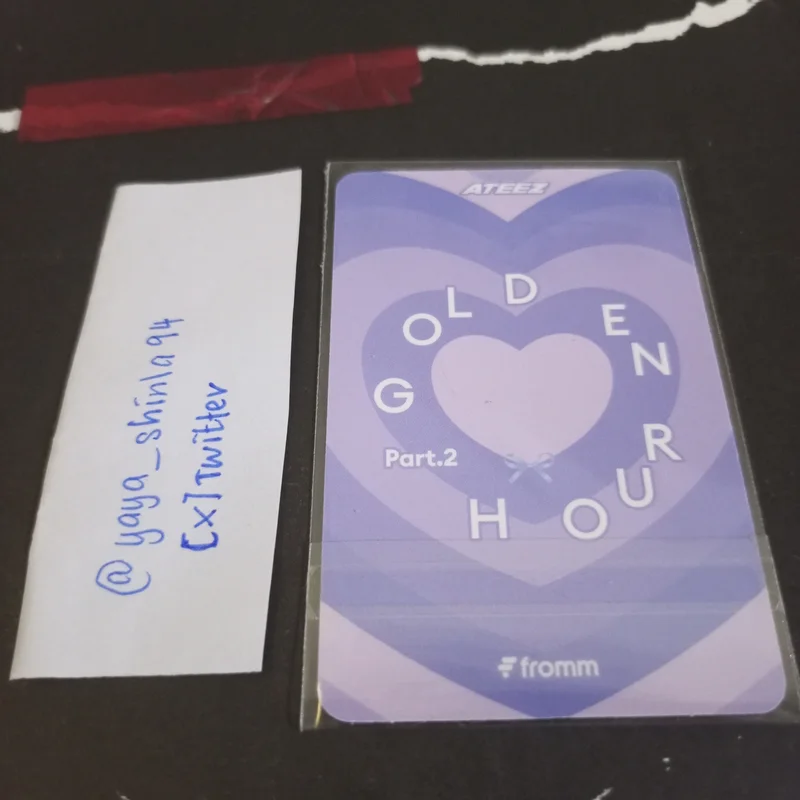 @yaya_shinla94
[X] Twitter
ATEEZ
GOLDEN
HOUR
Part.2
fromm